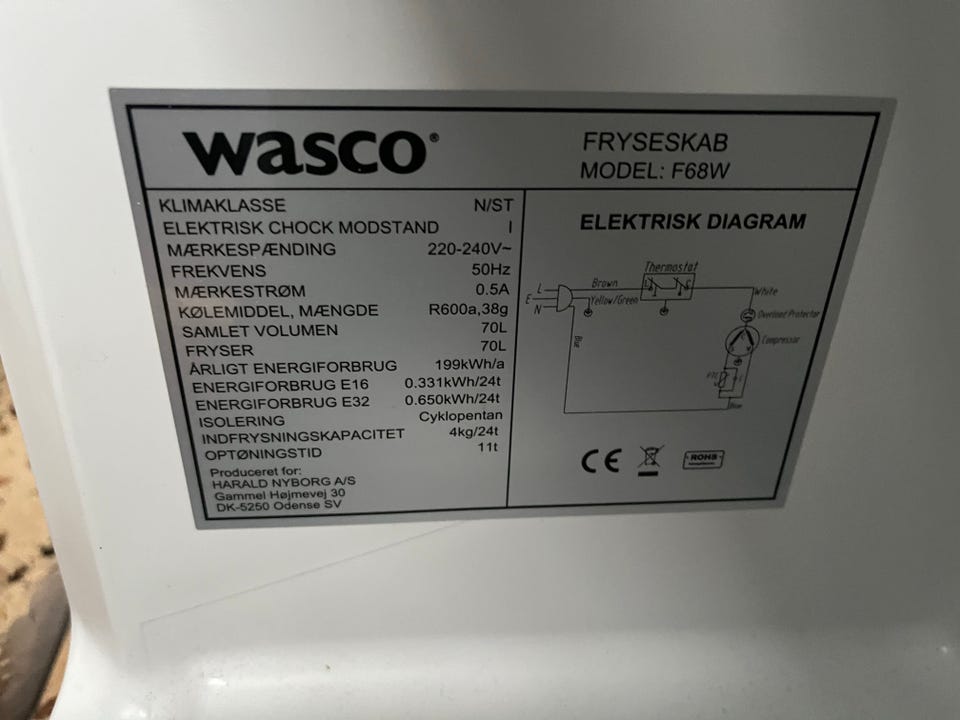 wasco®
FRYSESKAB
MODEL: F68W
KLIMAKLASSE N/ST
ELEKTRISK CHOCK MODSTAND I
MÆRKESPÆNDING 220-240V~
FREKVENS 50Hz
MÆRKESTRØM 0.5A
KØLEMIDDEL, MÆNGDE R600a,38g
SAMLET VOLUMEN 70L
FRYSER 70L
ÅRLIGT ENERGIFORBRUG 199kWh/a
ENERGIFORBRUG E16 0.331kWh/24t
ENERGIFORBRUG E32 0.650kWh/24t
ISOLERING Cyklopentan
INDFRYSNINGSKAPACITET 4kg/24t
OPTØNINGSTID 11t
Produceret for:
HARALD NYBORG A/S
Gammel Højmevej 30
DK-5250 Odense SV
ELEKTRISK DIAGRAM
Thermostat
L
Brown
E
Yellow/Green
N
White
Overload Protector
Compressor
Blue
PTC
Blue
CE
ROHS